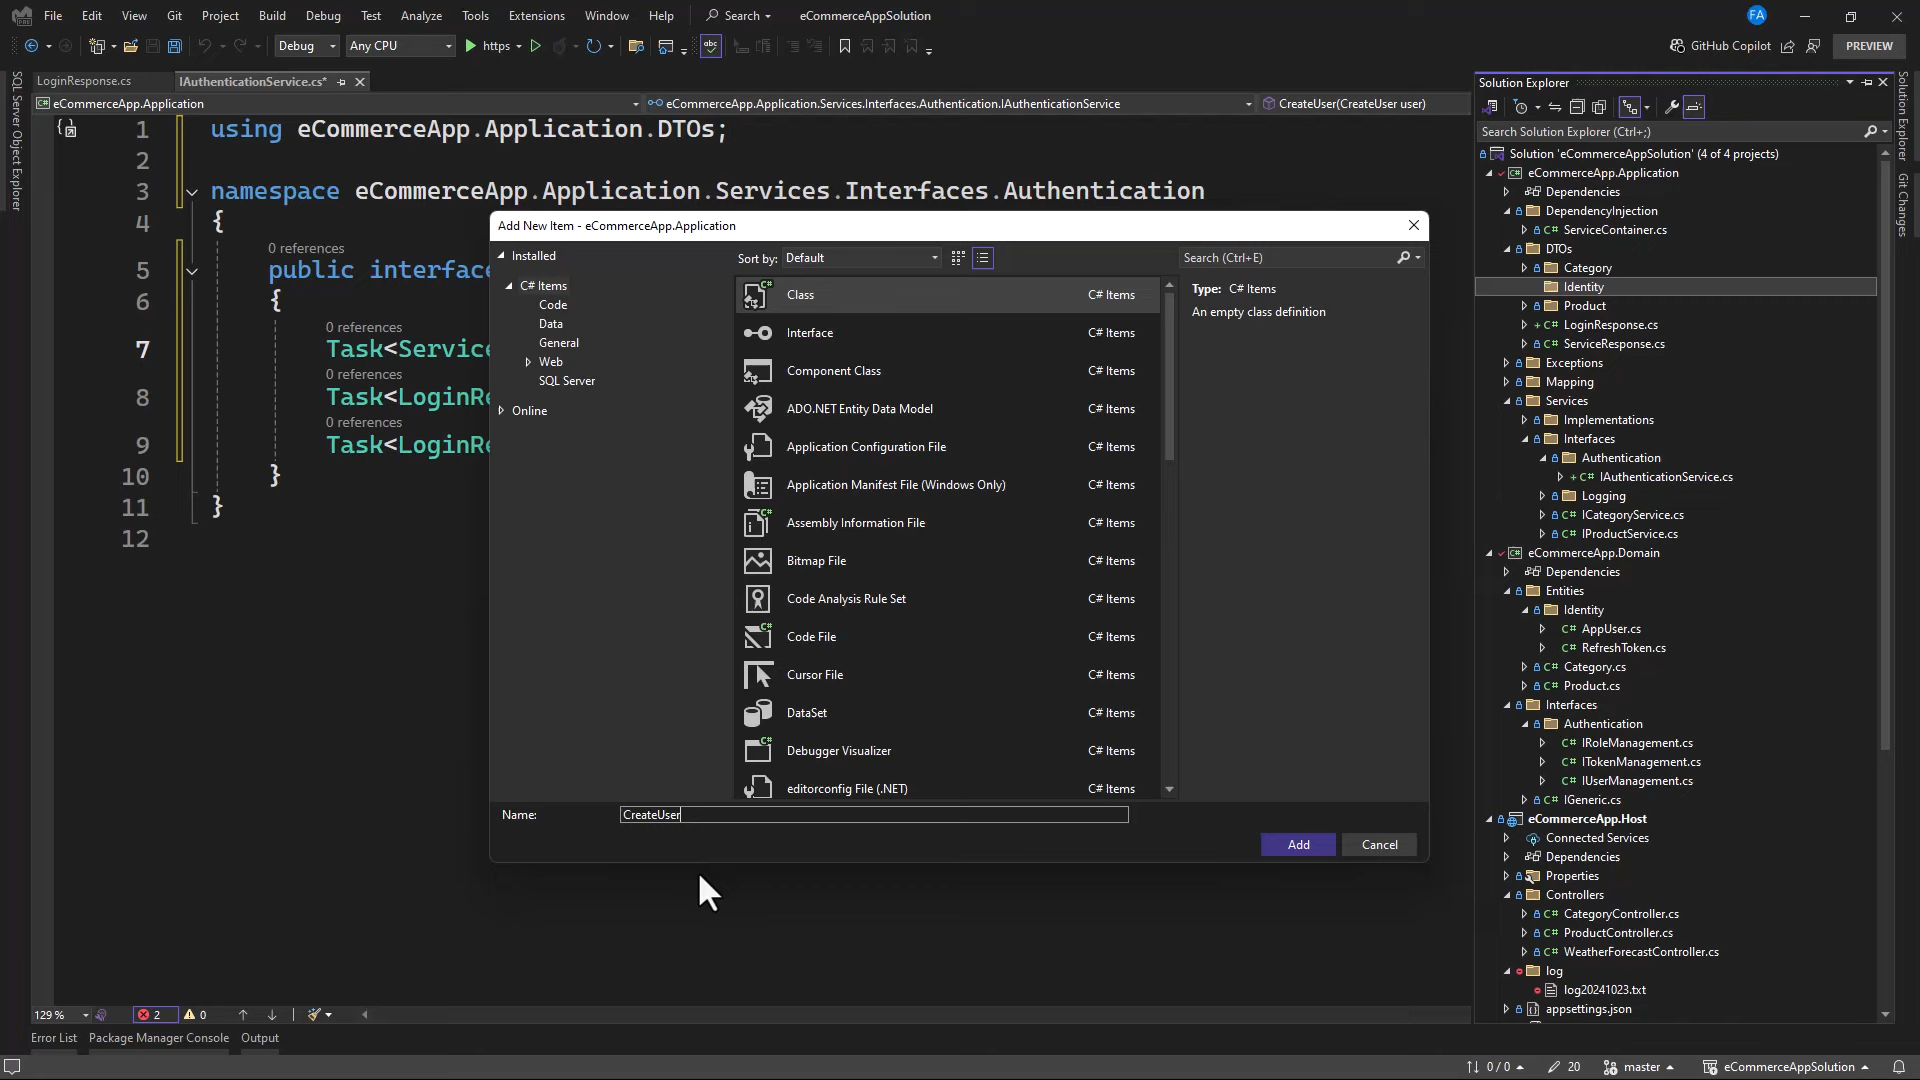 File Edit View Git Project Build Debug Test Analyze Tools Extensions Window Help Search eCommerceAppSolution FA
Debug Any CPU https GitHub Copilot PREVIEW
LoginResponse.cs IAuthenticationService.cs*
eCommerceApp.Application eCommerceApp.Application.Services.Interfaces.Authentication.IAuthenticationService CreateUser(CreateUser user)
SQL Server Object Explorer
1 using eCommerceApp.Application.DTOs;
2
3 namespace eCommerceApp.Application.Services.Interfaces.Authentication
4 {
0 references
5 public interface
6 {
0 references
7 Task<Service
0 references
8 Task<LoginRe
0 references
9 Task<LoginRe
10 }
11 }
12
Add New Item - eCommerceApp.Application
Installed
C# Items
Code
Data
General
Web
SQL Server
Online
Sort by: Default
Search (Ctrl+E)
Class C# Items
Interface C# Items
Component Class C# Items
ADO.NET Entity Data Model C# Items
Application Configuration File C# Items
Application Manifest File (Windows Only) C# Items
Assembly Information File C# Items
Bitmap File C# Items
Code Analysis Rule Set C# Items
Code File C# Items
Cursor File C# Items
DataSet C# Items
Debugger Visualizer C# Items
editorconfig File (.NET) C# Items
Type: C# Items
An empty class definition
Name: CreateUser
Add Cancel
Solution Explorer
Search Solution Explorer (Ctrl+;)
Solution 'eCommerceAppSolution' (4 of 4 projects)
eCommerceApp.Application
Dependencies
DependencyInjection
C# ServiceContainer.cs
DTOs
Category
Identity
Product
C# LoginResponse.cs
C# ServiceResponse.cs
Exceptions
Mapping
Services
Implementations
Interfaces
Authentication
C# IAuthenticationService.cs
Logging
C# ICategoryService.cs
C# IProductService.cs
eCommerceApp.Domain
Dependencies
Entities
Identity
C# AppUser.cs
C# RefreshToken.cs
C# Category.cs
C# Product.cs
Interfaces
Authentication
C# IRoleManagement.cs
C# ITokenManagement.cs
C# IUserManagement.cs
C# IGeneric.cs
eCommerceApp.Host
Connected Services
Dependencies
Properties
Controllers
C# CategoryController.cs
C# ProductController.cs
C# WeatherForecastController.cs
log
log20241023.txt
appsettings.json
Solution Explorer
Git Changes
129 % 2 0
Error List Package Manager Console Output
0 / 0 20 master eCommerceAppSolution